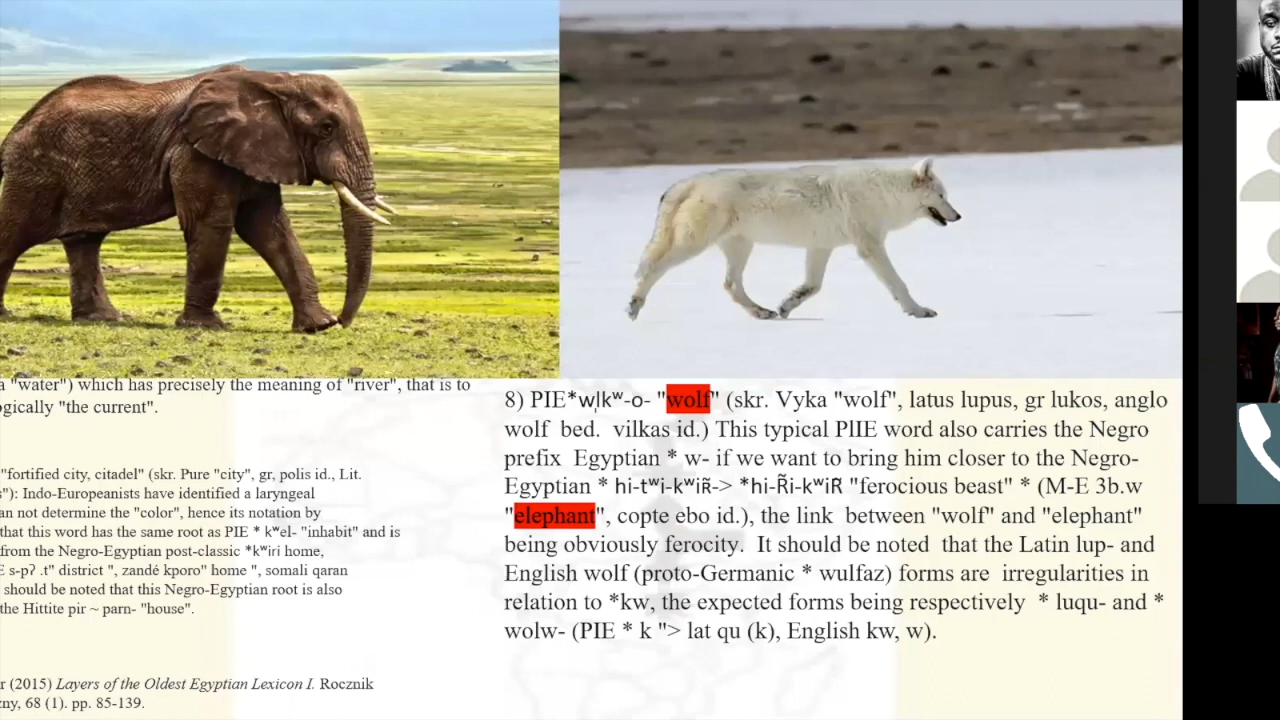 a "water") which has precisely the meaning of "river", that is to
ogically "the current".
"fortified city, citadel" (skr. Pure "city", gr, polis id., Lit.
s"): Indo-Europeanists have identified a laryngeal
an not determine the "color", hence its notation by
that this word has the same root as PIE * kʷel- "inhabit" and is
from the Negro-Egyptian post-classic *kʷiri home,
E s-pʔ .t" district ", zandé kporo" home ", somali qaran
should be noted that this Negro-Egyptian root is also
the Hittite pir ~ parn- "house".
r (2015) Layers of the Oldest Egyptian Lexicon I. Rocznik
zny, 68 (1). pp. 85-139.
8) PIE*wl̩kʷ-o- "wolf" (skr. Vyka "wolf", latus lupus, gr lukos, anglo
wolf bed. vilkas id.) This typical PlIE word also carries the Negro
prefix Egyptian * w- if we want to bring him closer to the Negro-
Egyptian * hi-tʷi-kʷiR̃-> *hi-R̃i-kʷiR̃ "ferocious beast" * (M-E 3b.w
"elephant", copte ebo id.), the link between "wolf" and "elephant"
being obviously ferocity. It should be noted that the Latin lup- and
English wolf (proto-Germanic * wulfaz) forms are irregularities in
relation to *kw, the expected forms being respectively * luqu- and *
wolw- (PIE * k "> lat qu (k), English kw, w).